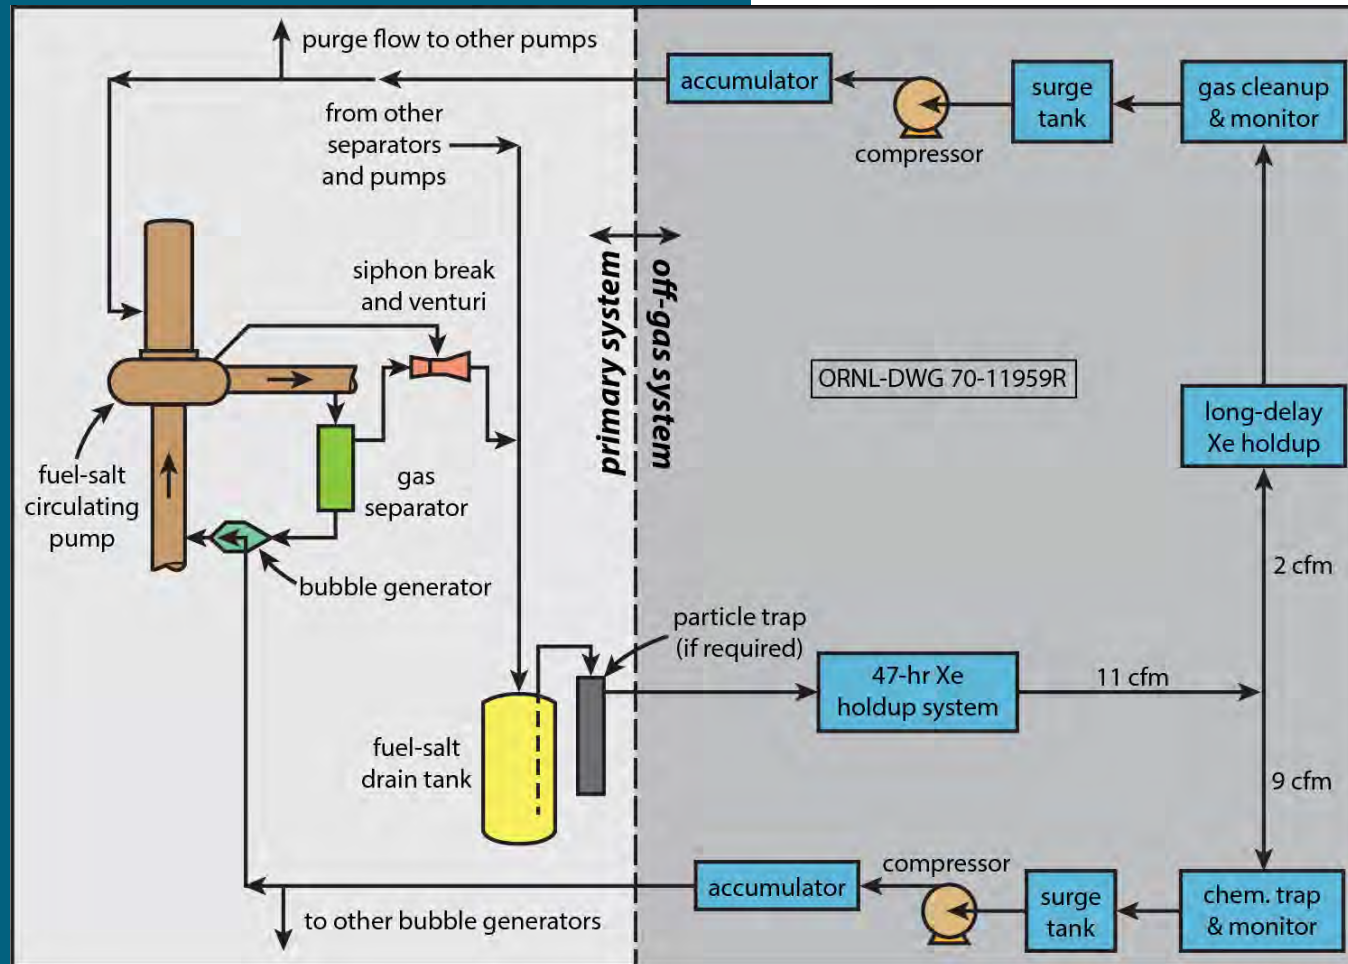 purge flow to other pumps
from other
separators
and pumps
accumulator
compressor
surge
tank
gas cleanup
& monitor
siphon break
and venturi
primary system
off-gas system
ORNL-DWG 70-11959R
long-delay
Xe holdup
fuel-salt
circulating
pump
gas
separator
bubble generator
2 cfm
particle trap
(if required)
47-hr Xe
holdup system
11 cfm
fuel-salt
drain tank
9 cfm
accumulator
compressor
surge
tank
chem. trap
& monitor
to other bubble generators